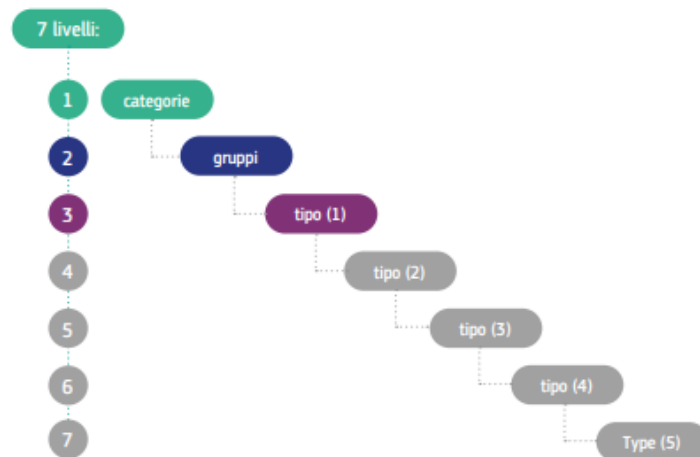 7 livelli:
1 categorie
2 gruppi
3 tipo (1)
4 tipo (2)
5 tipo (3)
6 tipo (4)
7 Type (5)